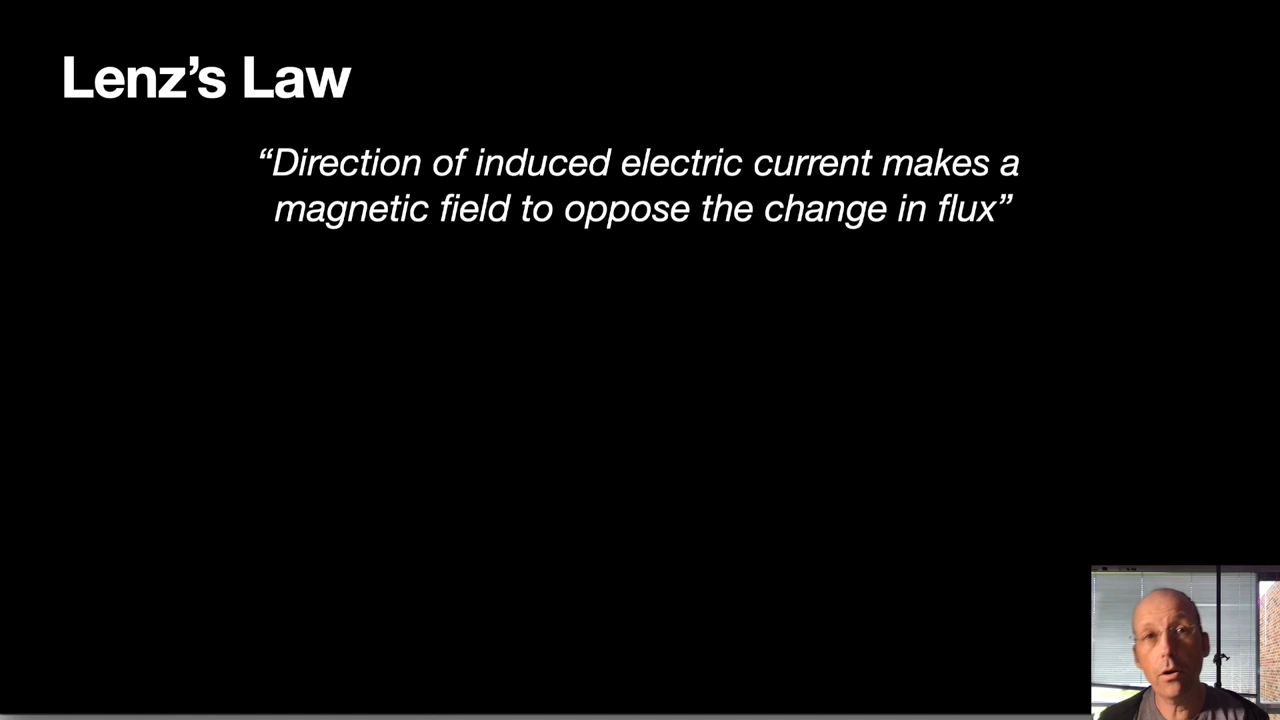 Lenz’s Law
“Direction of induced electric current makes a
magnetic field to oppose the change in flux”